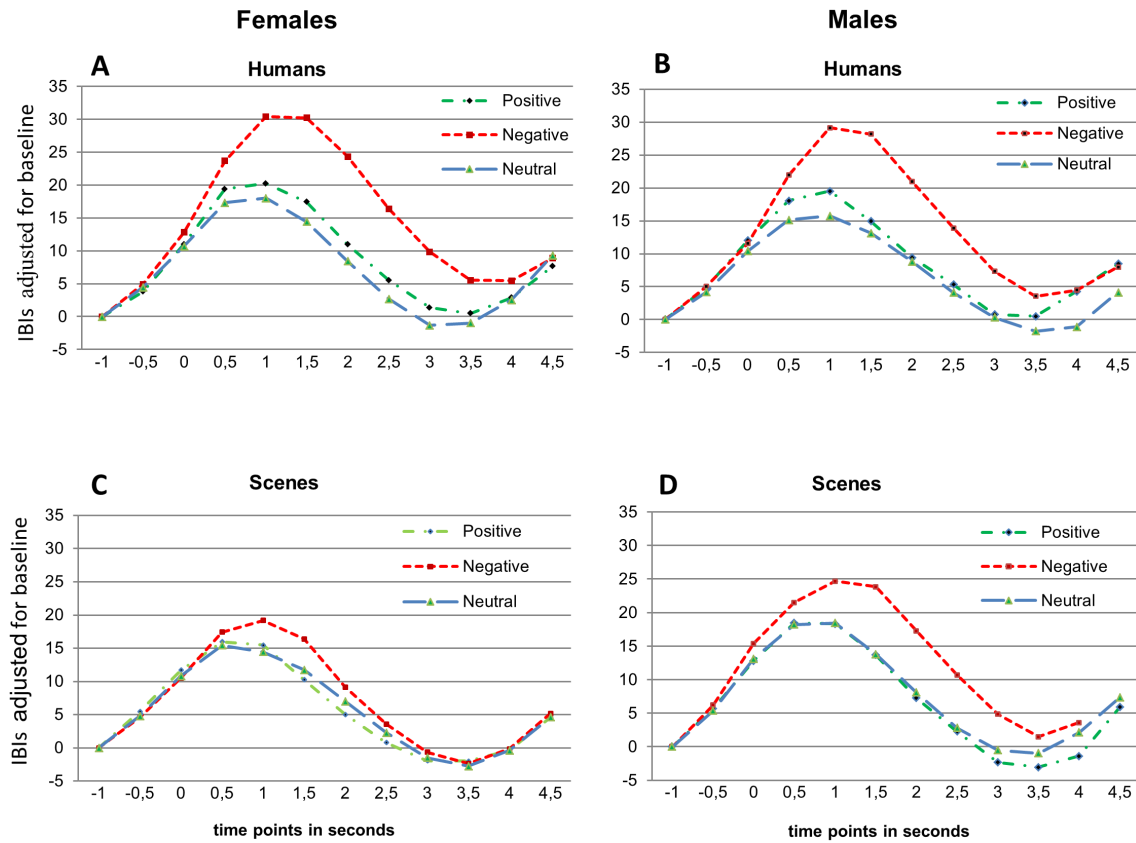 Females
Males
A
Humans
B
Humans
IBIs adjusted for baseline
35
30
25
20
15
10
5
0
-5
Positive
Negative
Neutral
-1 -0,5 0 0,5 1 1,5 2 2,5 3 3,5 4 4,5
35
30
25
20
15
10
5
0
-5
Positive
Negative
Neutral
-1 -0,5 0 0,5 1 1,5 2 2,5 3 3,5 4 4,5
C
Scenes
D
Scenes
IBIs adjusted for baseline
35
30
25
20
15
10
5
0
-5
Positive
Negative
Neutral
-1 -0,5 0 0,5 1 1,5 2 2,5 3 3,5 4 4,5
time points in seconds
35
30
25
20
15
10
5
0
-5
Positive
Negative
Neutral
-1 -0,5 0 0,5 1 1,5 2 2,5 3 3,5 4 4,5
time points in seconds